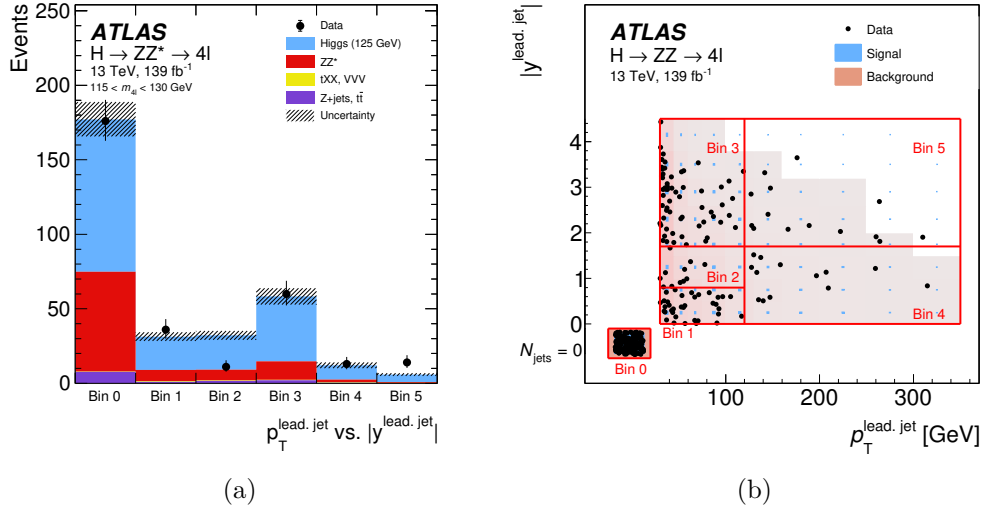 ATLAS
H → ZZ* → 4l
13 TeV, 139 fb⁻¹
115 < m₄ₗ < 130 GeV
Data
Higgs (125 GeV)
ZZ*
tXX, VVV
Z+jets, tt̄
Uncertainty
Events
250
200
150
100
50
0
Bin 0 Bin 1 Bin 2 Bin 3 Bin 4 Bin 5
p_T^lead. jet vs. |y^lead. jet|
(a)
ATLAS
H → ZZ → 4l
13 TeV, 139 fb⁻¹
Data
Signal
Background
|y^lead. jet|
4
3
2
1
0
N_jets = 0
Bin 3
Bin 5
Bin 2
Bin 4
Bin 1
Bin 0
100 200 300
p_T^lead. jet [GeV]
(b)